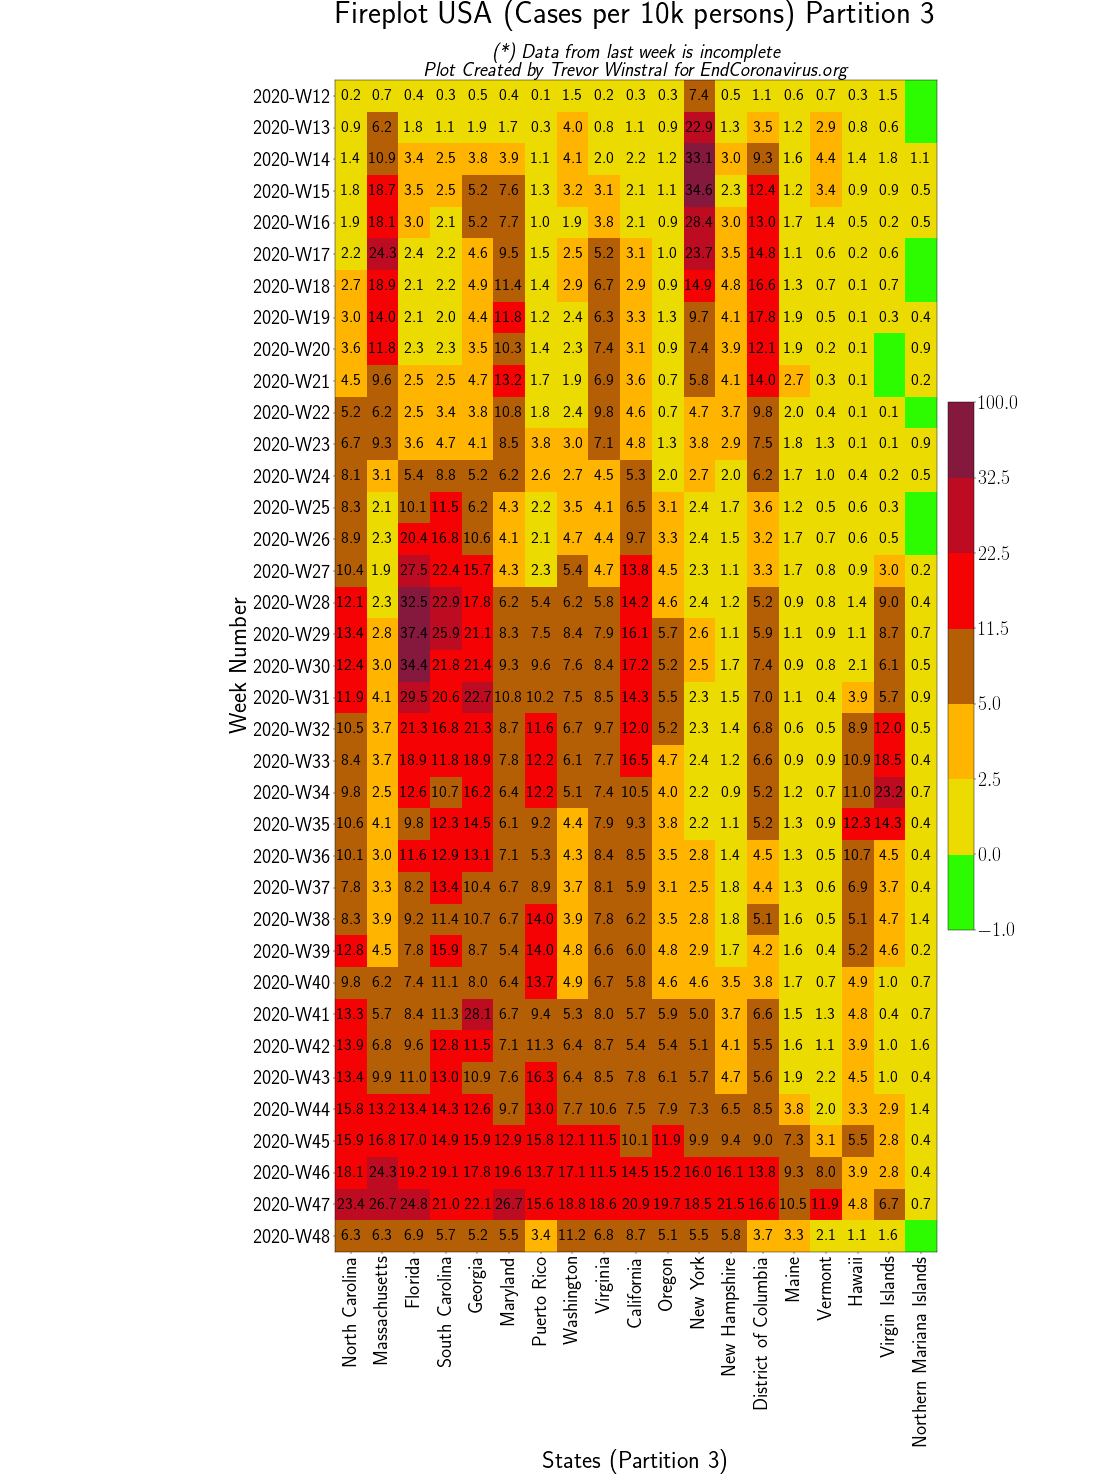 Fireplot USA (Cases per 10k persons) Partition 3
(*) Data from last week is incomplete
Plot Created by Trevor Winstral for EndCoronavirus.org
2020-W12 0.2 0.7 0.4 0.3 0.5 0.4 0.1 1.5 0.2 0.3 0.3 7.4 0.5 1.1 0.6 0.7 0.3 1.5
2020-W13 0.9 6.2 1.8 1.1 1.9 1.7 0.3 4.0 0.8 1.1 0.9 22.9 1.3 3.5 1.2 2.9 0.8 0.6
2020-W14 1.4 10.9 3.4 2.5 3.8 3.9 1.1 4.1 2.0 2.2 1.2 33.1 3.0 9.3 1.6 4.4 1.4 1.8 1.1
2020-W15 1.8 18.7 3.5 2.5 5.2 7.6 1.3 3.2 3.1 2.1 1.1 34.6 2.3 12.4 1.2 3.4 0.9 0.9 0.5
2020-W16 1.9 18.1 3.0 2.1 5.2 7.7 1.0 1.9 3.8 2.1 0.9 28.4 3.0 13.0 1.7 1.4 0.5 0.2 0.5
2020-W17 2.2 24.3 2.4 2.2 4.6 9.5 1.5 2.5 5.2 3.1 1.0 23.7 3.5 14.8 1.1 0.6 0.2 0.6
2020-W18 2.7 18.9 2.1 2.2 4.9 11.4 1.4 2.9 6.7 2.9 0.9 14.9 4.8 16.6 1.3 0.7 0.1 0.7
2020-W19 3.0 14.0 2.1 2.0 4.4 11.8 1.2 2.4 6.3 3.3 1.3 9.7 4.1 17.8 1.9 0.5 0.1 0.3 0.4
2020-W20 3.6 11.8 2.3 2.3 3.5 10.3 1.4 2.3 7.4 3.1 0.9 7.4 3.9 12.1 1.9 0.2 0.1 0.9
2020-W21 4.5 9.6 2.5 2.5 4.7 13.2 1.7 1.9 6.9 3.6 0.7 5.8 4.1 14.0 2.7 0.3 0.1 0.2
2020-W22 5.2 6.2 2.5 3.4 3.8 10.8 1.8 2.4 9.8 4.6 0.7 4.7 3.7 9.8 2.0 0.4 0.1 0.1
2020-W23 6.7 9.3 3.6 4.7 4.1 8.5 3.8 3.0 7.1 4.8 1.3 3.8 2.9 7.5 1.8 1.3 0.1 0.1 0.9
2020-W24 8.1 3.1 5.4 8.8 5.2 6.2 2.6 2.7 4.5 5.3 2.0 2.7 2.0 6.2 1.7 1.0 0.4 0.2 0.5
2020-W25 8.3 2.1 10.1 11.5 6.2 4.3 2.2 3.5 4.1 6.5 3.1 2.4 1.7 3.6 1.2 0.5 0.6 0.3
2020-W26 8.9 2.3 20.4 16.8 10.6 4.1 2.1 4.7 4.4 9.7 3.3 2.4 1.5 3.2 1.7 0.7 0.6 0.5
2020-W27 10.4 1.9 27.5 22.4 15.7 4.3 2.3 5.4 4.7 13.8 4.5 2.3 1.1 3.3 1.7 0.8 0.9 3.0 0.2
2020-W28 12.1 2.3 32.5 22.9 17.8 6.2 5.4 6.2 5.8 14.2 4.6 2.4 1.2 5.2 0.9 0.8 1.4 9.0 0.4
2020-W29 13.4 2.8 37.4 25.9 21.1 8.3 7.5 8.4 7.9 16.1 5.7 2.6 1.1 5.9 1.1 0.9 1.1 8.7 0.7
2020-W30 12.4 3.0 34.4 21.8 21.4 9.3 9.6 7.6 8.4 17.2 5.2 2.5 1.7 7.4 0.9 0.8 2.1 6.1 0.5
2020-W31 11.9 4.1 29.5 20.6 22.7 10.8 10.2 7.5 8.5 14.3 5.5 2.3 1.5 7.0 1.1 0.4 3.9 5.7 0.9
2020-W32 10.5 3.7 21.3 16.8 21.3 8.7 11.6 6.7 9.7 12.0 5.2 2.3 1.4 6.8 0.6 0.5 8.9 12.0 0.5
2020-W33 8.4 3.7 18.9 11.8 18.9 7.8 12.2 6.1 7.7 16.5 4.7 2.4 1.2 6.6 0.9 0.9 10.9 18.5 0.4
2020-W34 9.8 2.5 12.6 10.7 16.2 6.4 12.2 5.1 7.4 10.5 4.0 2.2 0.9 5.2 1.2 0.7 11.0 23.2 0.7
2020-W35 10.6 4.1 9.8 12.3 14.5 6.1 9.2 4.4 7.9 9.3 3.8 2.2 1.1 5.2 1.3 0.9 12.3 14.3 0.4
2020-W36 10.1 3.0 11.6 12.9 13.1 7.1 5.3 4.3 8.4 8.5 3.5 2.8 1.4 4.5 1.3 0.5 10.7 4.5 0.4
2020-W37 7.8 3.3 8.2 13.4 10.4 6.7 8.9 3.7 8.1 5.9 3.1 2.5 1.8 4.4 1.3 0.6 6.9 3.7 0.4
2020-W38 8.3 3.9 9.2 11.4 10.7 6.7 14.0 3.9 7.8 6.2 3.5 2.8 1.8 5.1 1.6 0.5 5.1 4.7 1.4
2020-W39 12.8 4.5 7.8 15.9 8.7 5.4 14.0 4.8 6.6 6.0 4.8 2.9 1.7 4.2 1.6 0.4 5.2 4.6 0.2
2020-W40 9.8 6.2 7.4 11.1 8.0 6.4 13.7 4.9 6.7 5.8 4.6 4.6 3.5 3.8 1.7 0.7 4.9 1.0 0.7
2020-W41 13.3 5.7 8.4 11.3 28.1 6.7 9.4 5.3 8.0 5.7 5.9 5.0 3.7 6.6 1.5 1.3 4.8 0.4 0.7
2020-W42 13.9 6.8 9.6 12.8 11.5 7.1 11.3 6.4 8.7 5.4 5.4 5.1 4.1 5.5 1.6 1.1 3.9 1.0 1.6
2020-W43 13.4 9.9 11.0 13.0 10.9 7.6 16.3 6.4 8.5 7.8 6.1 5.7 4.7 5.6 1.9 2.2 4.5 1.0 0.4
2020-W44 15.8 13.2 13.4 14.3 12.6 9.7 13.0 7.7 10.6 7.5 7.9 7.3 6.5 8.5 3.8 2.0 3.3 2.9 1.4
2020-W45 15.9 16.8 17.0 14.9 15.9 12.9 15.8 12.1 11.5 10.1 11.9 9.9 9.4 9.0 7.3 3.1 5.5 2.8 0.4
2020-W46 18.1 24.3 19.2 19.1 17.8 19.6 13.7 17.1 11.5 14.5 15.2 16.0 16.1 13.8 9.3 8.0 3.9 2.8 0.4
2020-W47 23.4 26.7 24.8 21.0 22.1 26.7 15.6 18.8 18.6 20.9 19.7 18.5 21.5 16.6 10.5 11.9 4.8 6.7 0.7
2020-W48 6.3 6.3 6.9 5.7 5.2 5.5 3.4 11.2 6.8 8.7 5.1 5.5 5.8 3.7 3.3 2.1 1.1 1.6
Week Number
100.0
32.5
22.5
11.5
5.0
2.5
0.0
−1.0
North Carolina
Massachusetts
Florida
South Carolina
Georgia
Maryland
Puerto Rico
Washington
Virginia
California
Oregon
New York
New Hampshire
District of Columbia
Maine
Vermont
Hawaii
Virgin Islands
Northern Mariana Islands
States (Partition 3)